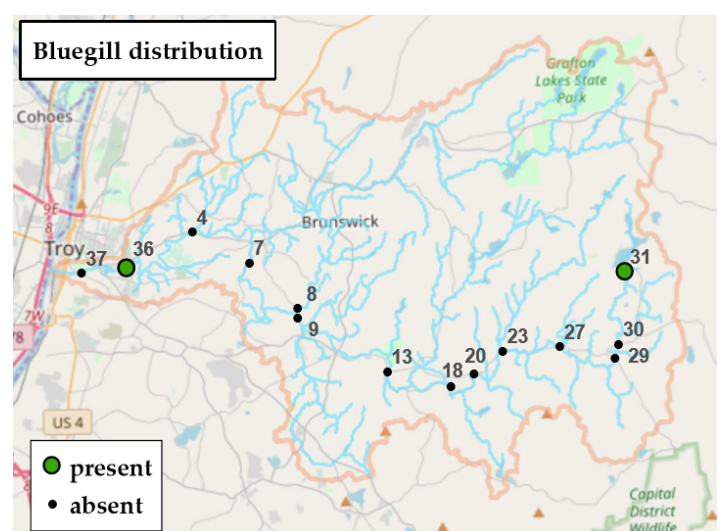 Bluegill distribution
Grafton
Lakes State
Park
Cohoes
9E
8
Brunswick
Troy
4
7
36
37
31
8
9
7W
78
30
23
27
29
13
20
18
US 4
present
absent
Capital
District
Wildlife